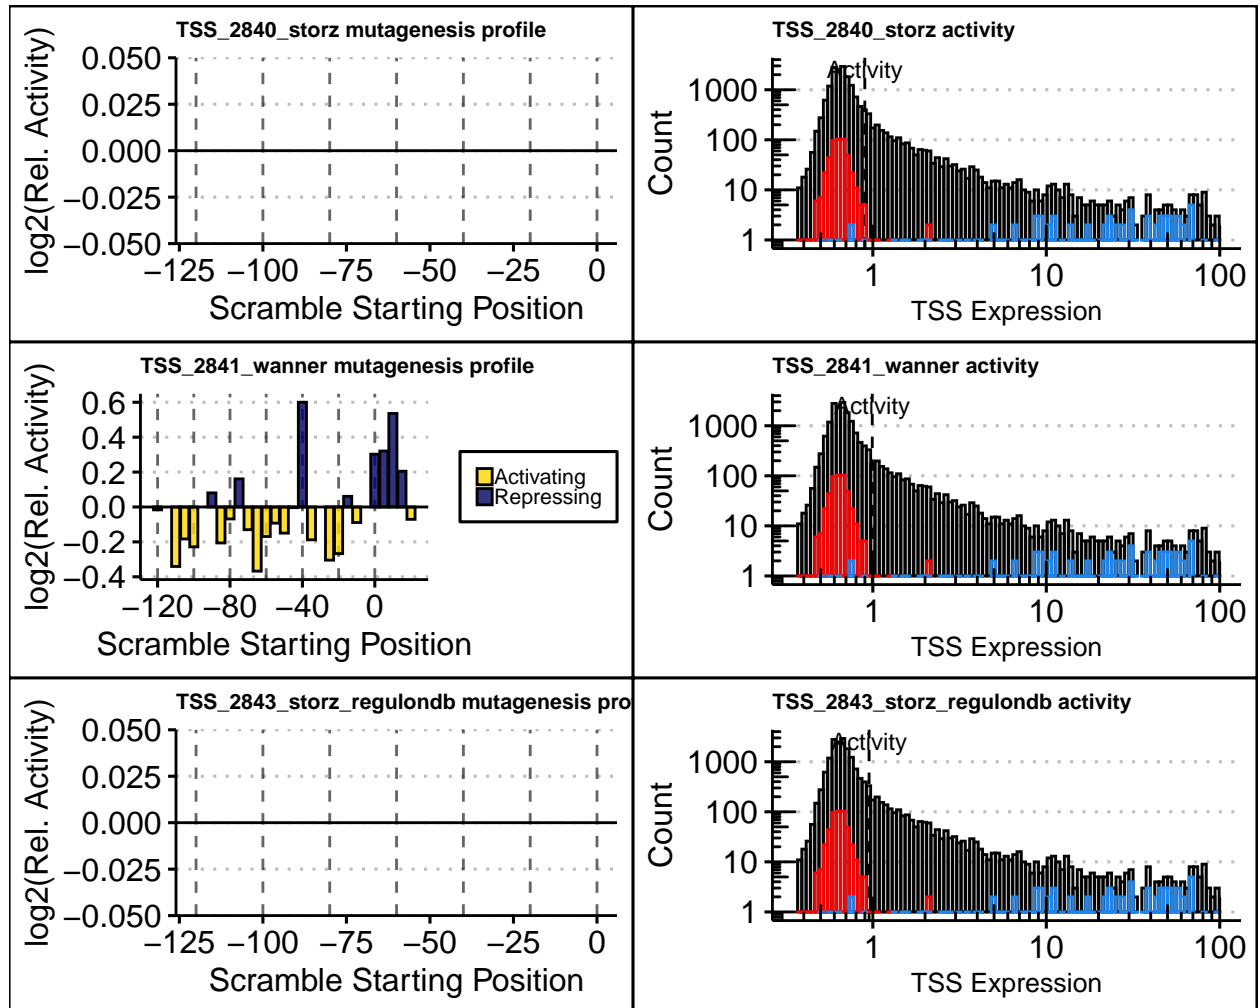 TSS_2840_storz mutagenesis profile
log2(Rel. Activity)
0.050
0.025
0.000
−0.025
−0.050
−125 −100 −75 −50 −25 0
Scramble Starting Position
TSS_2840_storz activity
Activity
Count
1000
100
10
1
1 10 100
TSS Expression
TSS_2841_wanner mutagenesis profile
log2(Rel. Activity)
0.6
0.4
0.2
0.0
−0.2
−0.4
−120 −80 −40 0
Scramble Starting Position
Activating
Repressing
TSS_2841_wanner activity
Activity
Count
1000
100
10
1
1 10 100
TSS Expression
TSS_2843_storz_regulondb mutagenesis pro
log2(Rel. Activity)
0.050
0.025
0.000
−0.025
−0.050
−125 −100 −75 −50 −25 0
Scramble Starting Position
TSS_2843_storz_regulondb activity
Activity
Count
1000
100
10
1
1 10 100
TSS Expression